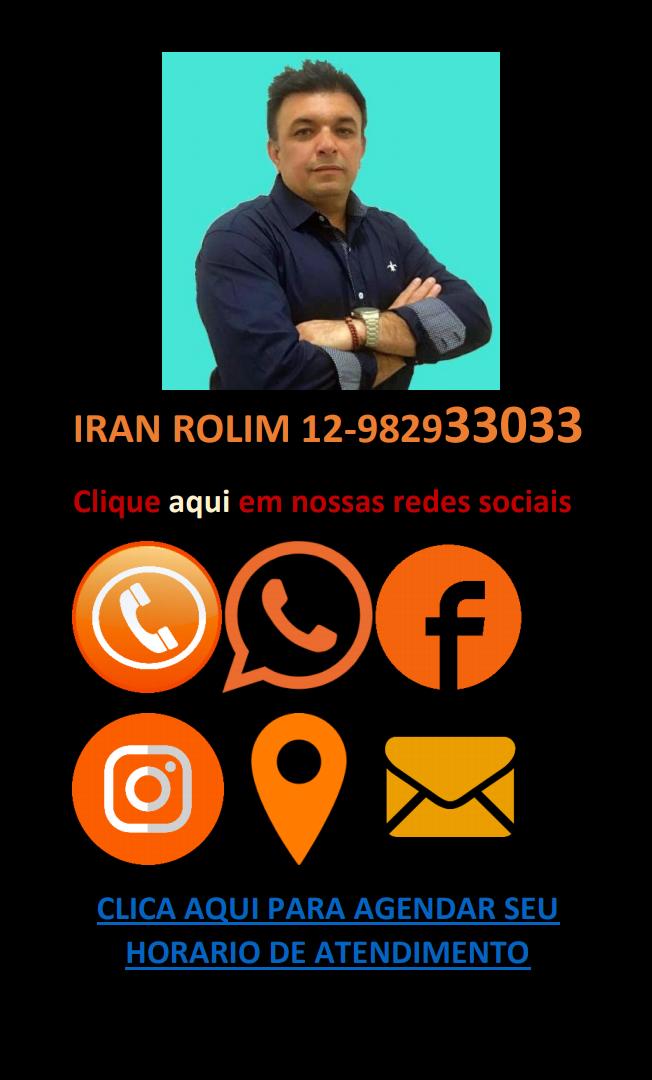 IRAN ROLIM 12-982933033
Clique aqui em nossas redes sociais
CLICA AQUI PARA AGENDAR SEU
HORARIO DE ATENDIMENTO